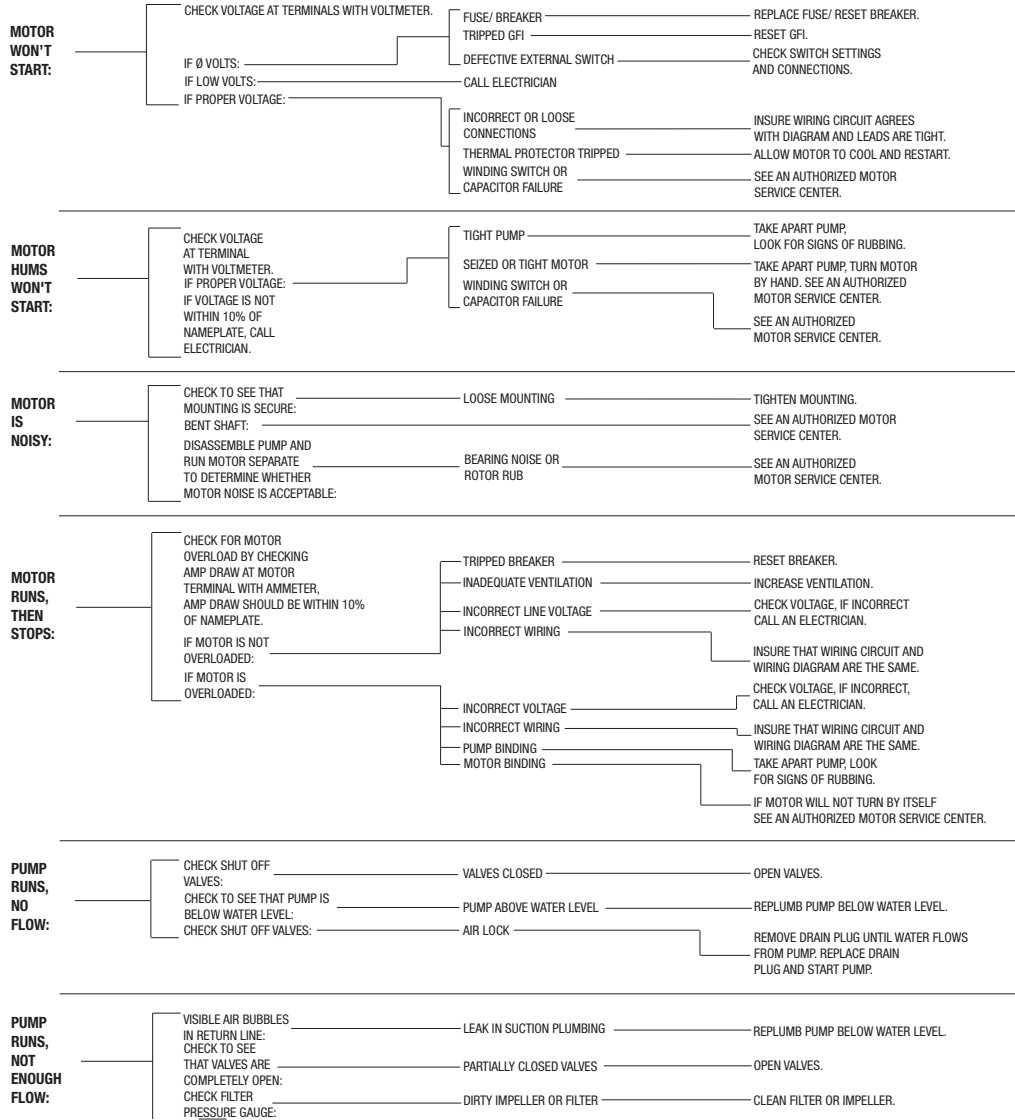 MOTOR
WON'T
START:
CHECK VOLTAGE AT TERMINALS WITH VOLTMETER.
IF Ø VOLTS:
FUSE/ BREAKER
REPLACE FUSE/ RESET BREAKER.
TRIPPED GFI
RESET GFI.
DEFECTIVE EXTERNAL SWITCH
CHECK SWITCH SETTINGS
AND CONNECTIONS.
IF LOW VOLTS:
CALL ELECTRICIAN
IF PROPER VOLTAGE:
INCORRECT OR LOOSE
CONNECTIONS
INSURE WIRING CIRCUIT AGREES
WITH DIAGRAM AND LEADS ARE TIGHT.
THERMAL PROTECTOR TRIPPED
ALLOW MOTOR TO COOL AND RESTART.
WINDING SWITCH OR
CAPACITOR FAILURE
SEE AN AUTHORIZED MOTOR
SERVICE CENTER.
MOTOR
HUMS
WON'T
START:
CHECK VOLTAGE
AT TERMINAL
WITH VOLTMETER.
IF PROPER VOLTAGE:
IF VOLTAGE IS NOT
WITHIN 10% OF
NAMEPLATE, CALL
ELECTRICIAN.
TIGHT PUMP
TAKE APART PUMP,
LOOK FOR SIGNS OF RUBBING.
SEIZED OR TIGHT MOTOR
TAKE APART PUMP, TURN MOTOR
BY HAND. SEE AN AUTHORIZED
MOTOR SERVICE CENTER.
WINDING SWITCH OR
CAPACITOR FAILURE
SEE AN AUTHORIZED
MOTOR SERVICE CENTER.
MOTOR
IS
NOISY:
CHECK TO SEE THAT
MOUNTING IS SECURE:
LOOSE MOUNTING
TIGHTEN MOUNTING.
BENT SHAFT:
SEE AN AUTHORIZED MOTOR
SERVICE CENTER.
DISASSEMBLE PUMP AND
RUN MOTOR SEPARATE
TO DETERMINE WHETHER
MOTOR NOISE IS ACCEPTABLE:
BEARING NOISE OR
ROTOR RUB
SEE AN AUTHORIZED
MOTOR SERVICE CENTER.
MOTOR
RUNS,
THEN
STOPS:
CHECK FOR MOTOR
OVERLOAD BY CHECKING
AMP DRAW AT MOTOR
TERMINAL WITH AMMETER,
AMP DRAW SHOULD BE WITHIN 10%
OF NAMEPLATE.
IF MOTOR IS NOT
OVERLOADED:
TRIPPED BREAKER
RESET BREAKER.
INADEQUATE VENTILATION
INCREASE VENTILATION.
INCORRECT LINE VOLTAGE
CHECK VOLTAGE, IF INCORRECT
CALL AN ELECTRICIAN.
INCORRECT WIRING
INSURE THAT WIRING CIRCUIT AND
WIRING DIAGRAM ARE THE SAME.
IF MOTOR IS
OVERLOADED:
INCORRECT VOLTAGE
CHECK VOLTAGE, IF INCORRECT,
CALL AN ELECTRICIAN.
INCORRECT WIRING
INSURE THAT WIRING CIRCUIT AND
WIRING DIAGRAM ARE THE SAME.
PUMP BINDING
TAKE APART PUMP, LOOK
FOR SIGNS OF RUBBING.
MOTOR BINDING
IF MOTOR WILL NOT TURN BY ITSELF
SEE AN AUTHORIZED MOTOR SERVICE CENTER.
PUMP
RUNS,
NO
FLOW:
CHECK SHUT OFF
VALVES:
VALVES CLOSED
OPEN VALVES.
CHECK TO SEE THAT PUMP IS
BELOW WATER LEVEL:
PUMP ABOVE WATER LEVEL
REPLUMB PUMP BELOW WATER LEVEL.
CHECK SHUT OFF VALVES:
AIR LOCK
REMOVE DRAIN PLUG UNTIL WATER FLOWS
FROM PUMP. REPLACE DRAIN
PLUG AND START PUMP.
PUMP
RUNS,
NOT
ENOUGH
FLOW:
VISIBLE AIR BUBBLES
IN RETURN LINE:
LEAK IN SUCTION PLUMBING
REPLUMB PUMP BELOW WATER LEVEL.
CHECK TO SEE
THAT VALVES ARE
COMPLETELY OPEN:
PARTIALLY CLOSED VALVES
OPEN VALVES.
CHECK FILTER
PRESSURE GAUGE:
DIRTY IMPELLER OR FILTER
CLEAN FILTER OR IMPELLER.